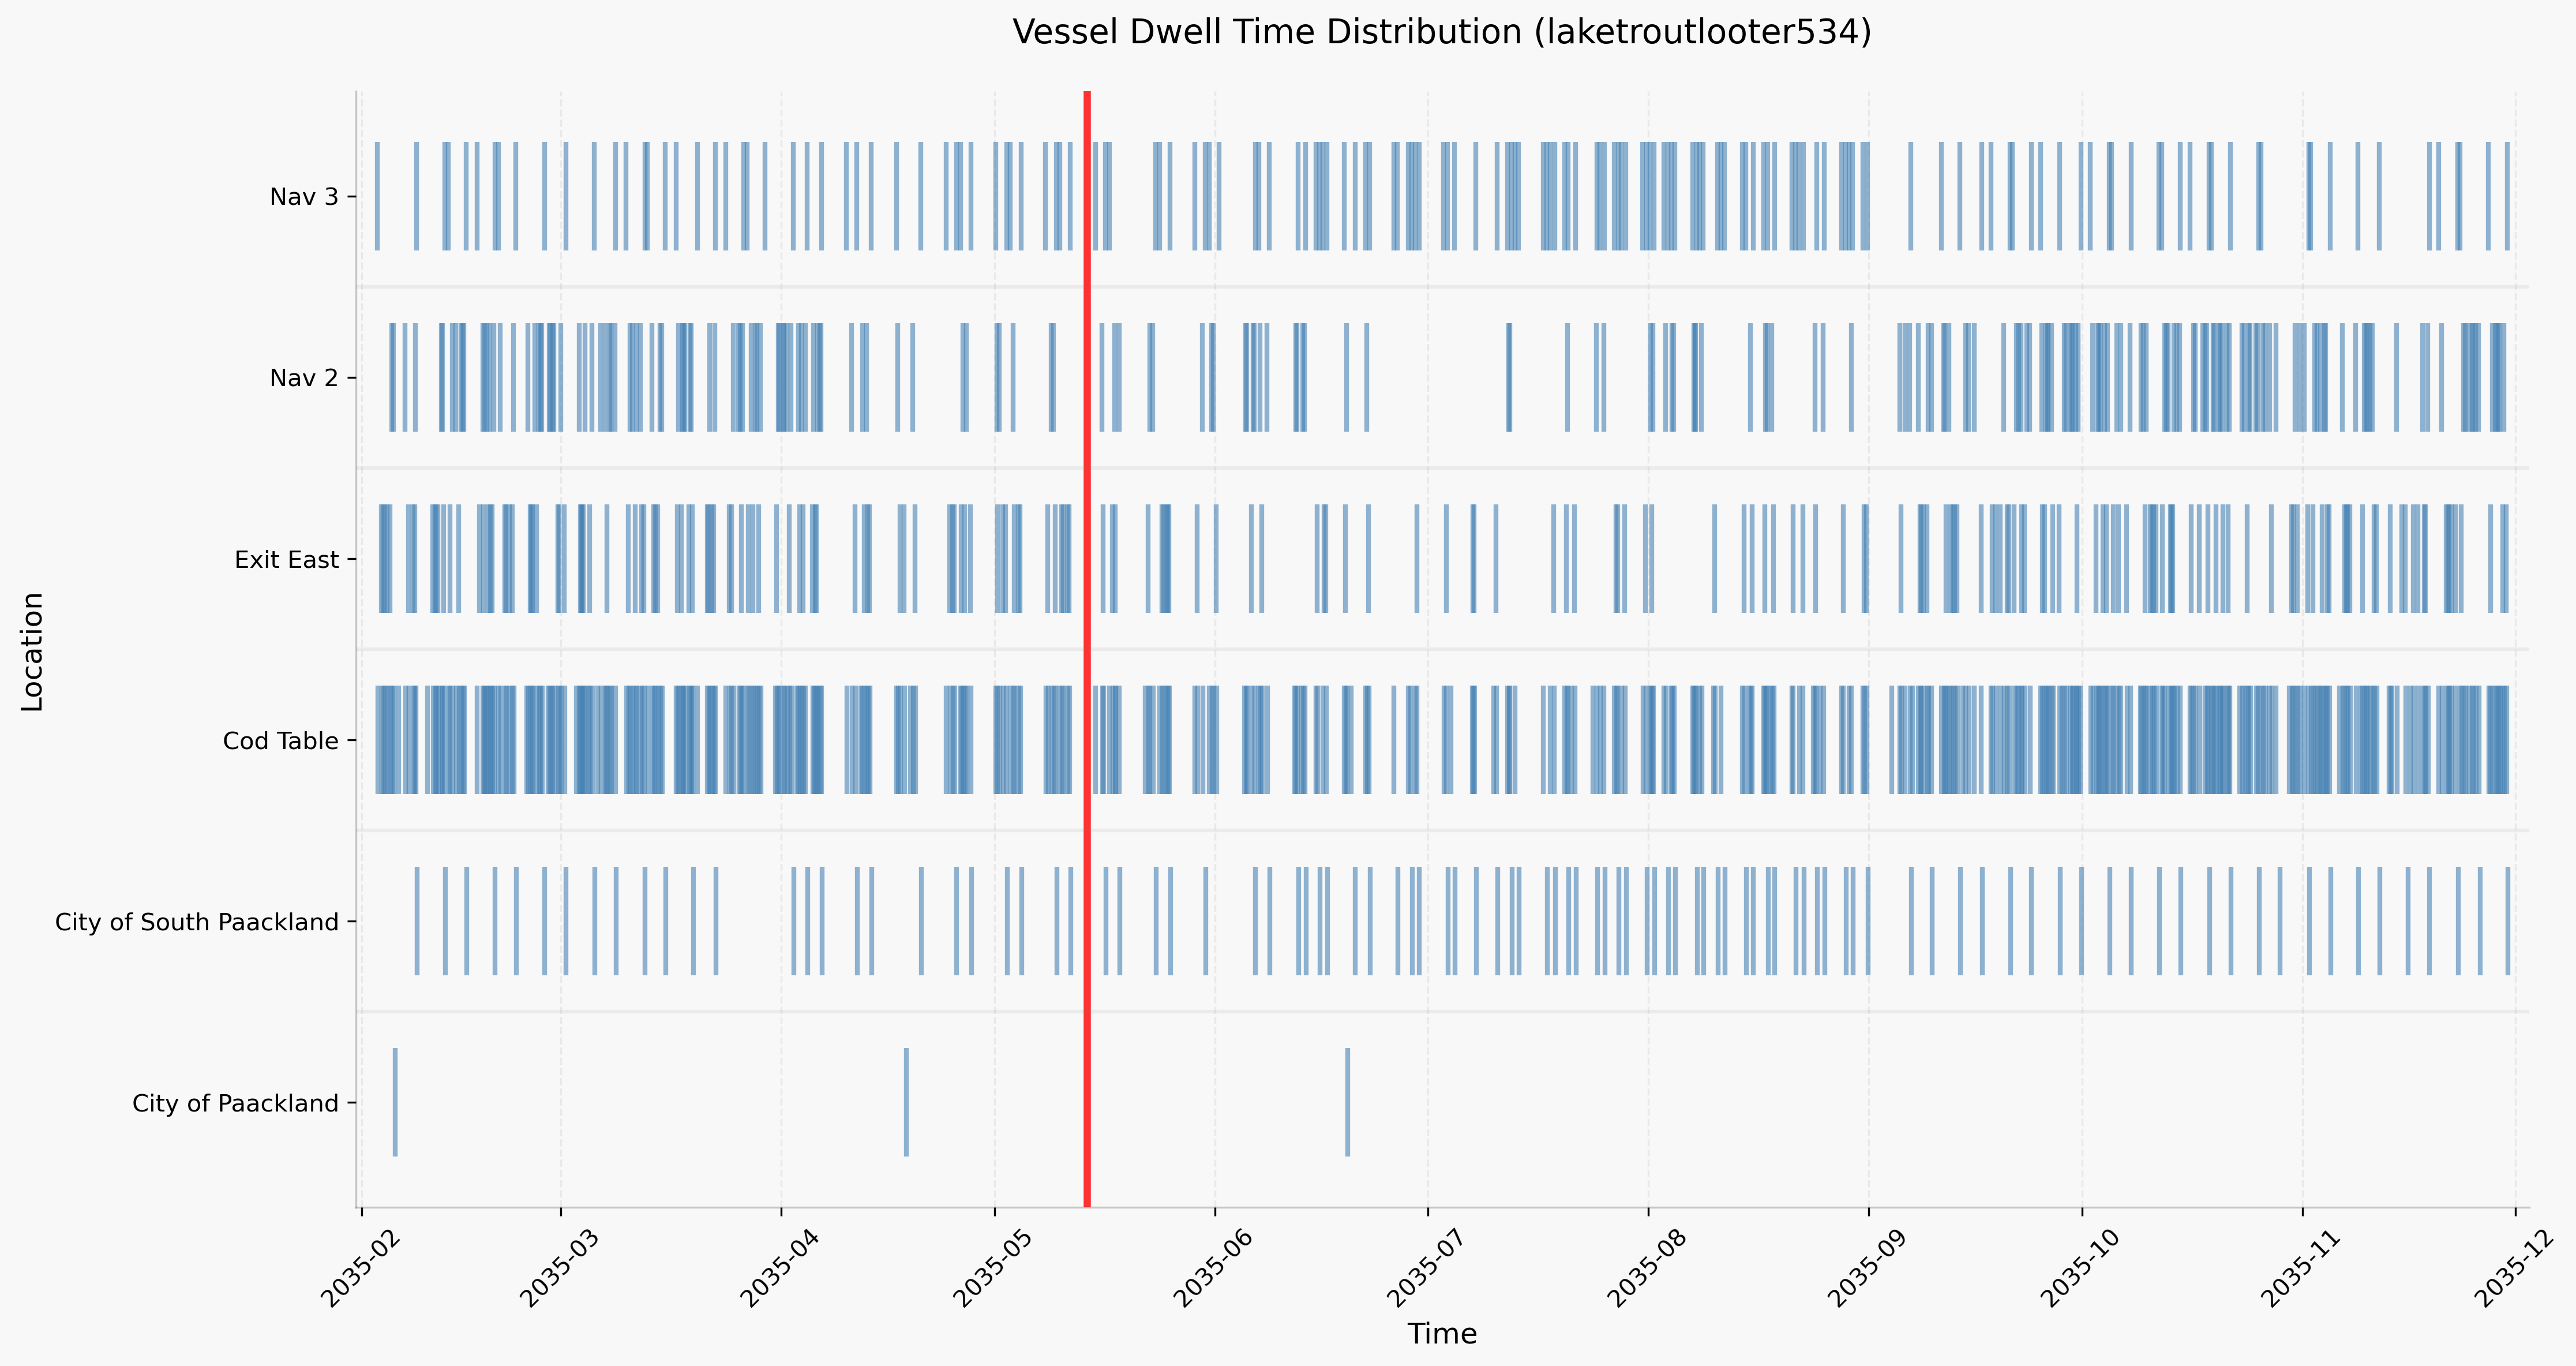 Vessel Dwell Time Distribution (laketroutlooter534)
Location
Nav 3
Nav 2
Exit East
Cod Table
City of South Paackland
City of Paackland
2035-02
2035-03
2035-04
2035-05
2035-06
2035-07
2035-08
2035-09
2035-10
2035-11
2035-12
Time